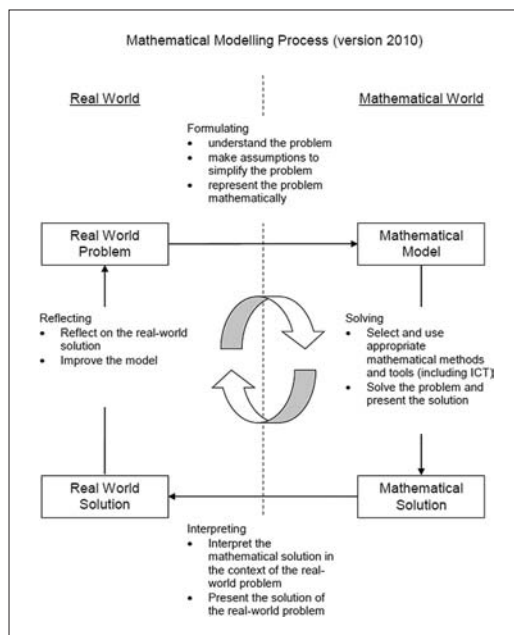 Mathematical Modelling Process (version 2010)
Real World
Mathematical World
Formulating
• understand the problem
• make assumptions to
simplify the problem
• represent the problem
mathematically
Real World
Problem
Mathematical
Model
Reflecting
• Reflect on the real-world
solution
• Improve the model
Solving
• Select and use
appropriate
mathematical methods
and tools (including ICT)
• Solve the problem and
present the solution
Real World
Solution
Mathematical
Solution
Interpreting
• Interpret the
mathematical solution in
the context of the real-
world problem
• Present the solution of
the real-world problem